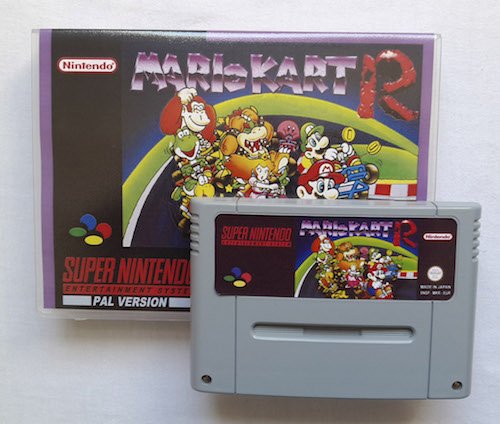 Nintendo
MARIO KART R
SUPER NINTENDO
ENTERTAINMENT SYSTEM
PAL VERSION
SUPER NINTENDO
ENTERTAINMENT SYSTEM
MARIO KART R
Nintendo
MADE IN JAPAN